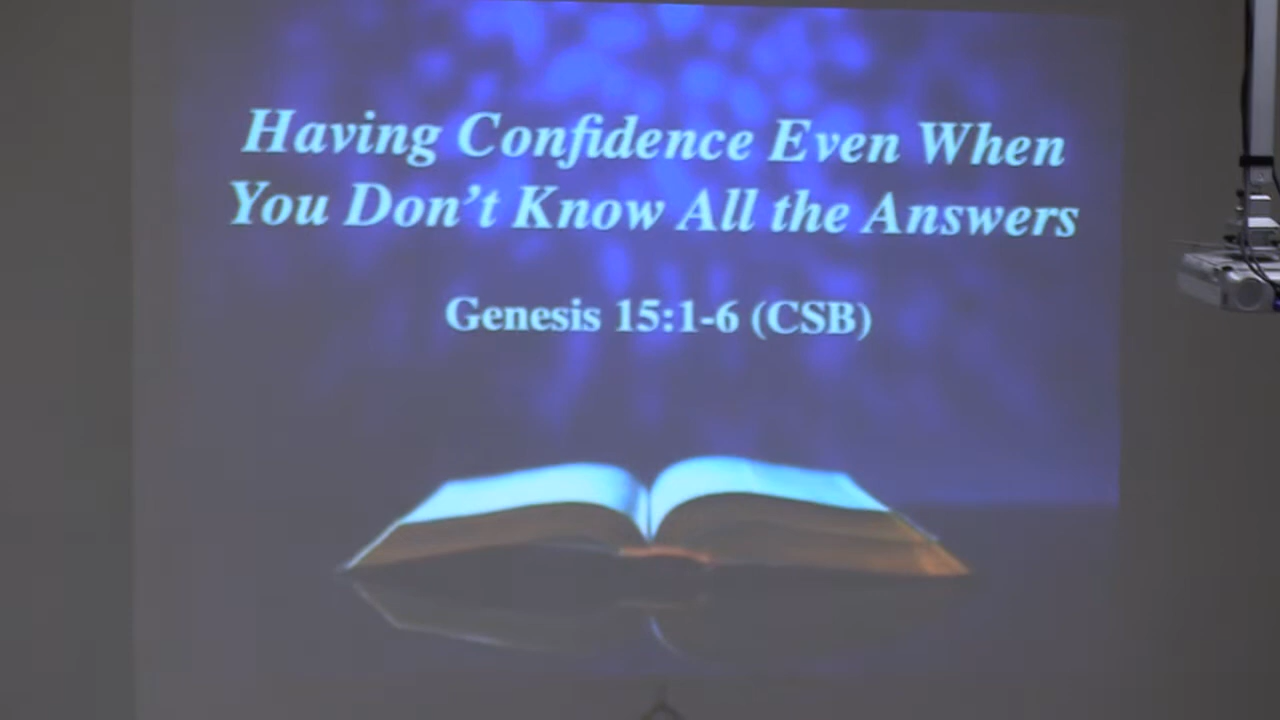 Having Confidence Even When
You Don't Know All the Answers
Genesis 15:1-6 (CSB)